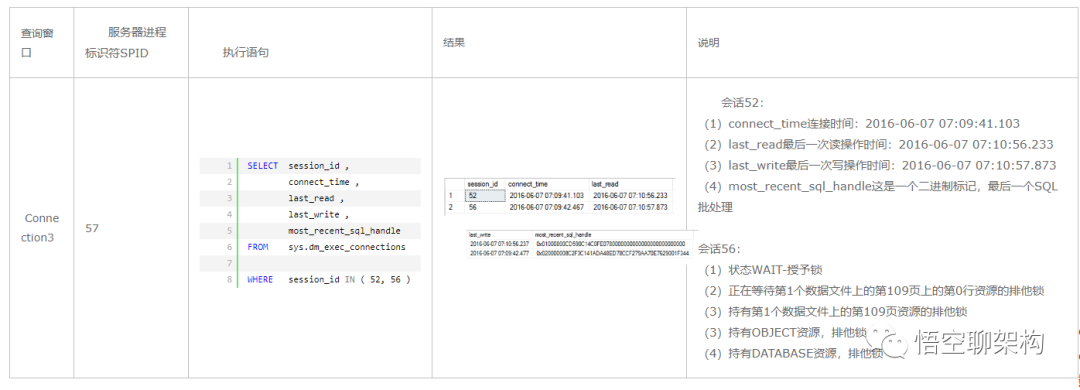 查询窗口
服务器进程标识符SPID
执行语句
结果
说明
Connection3
57
1 SELECT session_id ,
2 connect_time ,
3 last_read ,
4 last_write ,
5 most_recent_sql_handle
6 FROM sys.dm_exec_connections
7
8 WHERE session_id IN ( 52, 56 )
session_id connect_time last_read
1 52 2016-06-07 07:09:41.103 2016-06-07 07:10:56.233
2 56 2016-06-07 07:09:42.467 2016-06-07 07:10:57.873
last_write most_recent_sql_handle
2016-06-07 07:10:56.237
2016-06-07 07:09:42.477
会话52：
（1）connect_time连接时间：2016-06-07 07:09:41.103
（2）last_read最后一次读操作时间：2016-06-07 07:10:56.233
（3）last_write最后一次写操作时间：2016-06-07 07:10:57.873
（4）most_recent_sql_handle这是一个二进制标记，最后一个SQL
批处理
会话56：
（1）状态WAIT-授予锁
（2）正在等待第1个数据文件上的第109页上的第0行资源的排他锁
（3）持有第1个数据文件上的第109页资源的排他锁
（3）持有OBJECT资源，排他锁
（4）持有DATABASE资源，排他锁
悟空聊架构